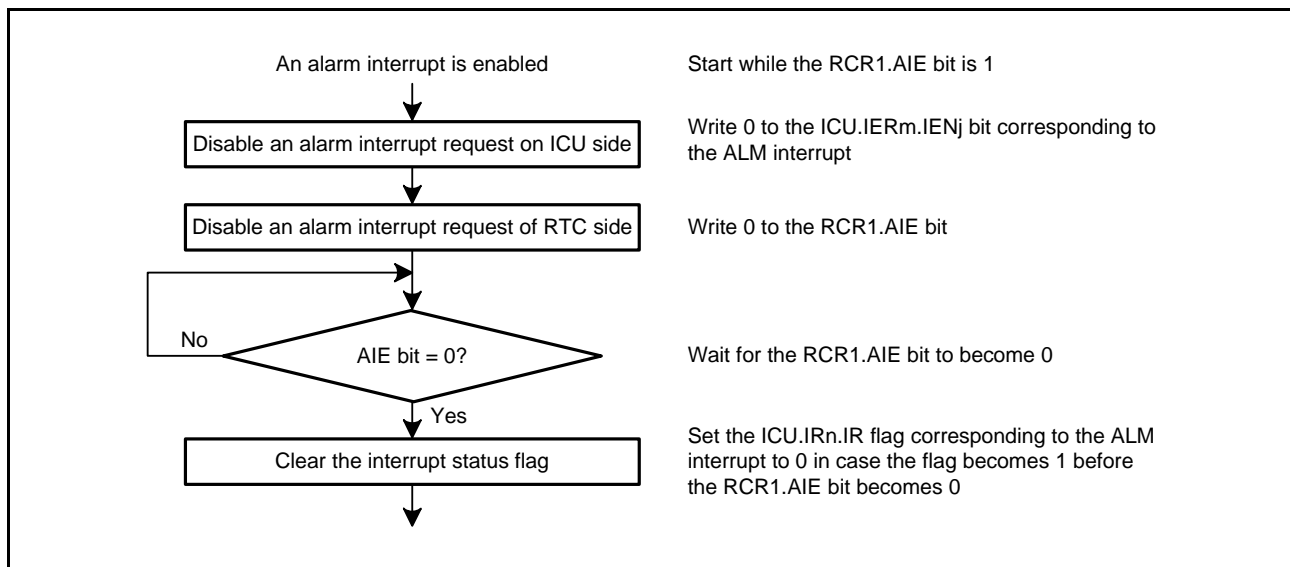 An alarm interrupt is enabled
Start while the RCR1.AIE bit is 1
Disable an alarm interrupt request on ICU side
Write 0 to the ICU.IERm.IENj bit corresponding to
the ALM interrupt
Disable an alarm interrupt request of RTC side
Write 0 to the RCR1.AIE bit
No
AIE bit = 0?
Wait for the RCR1.AIE bit to become 0
Yes
Clear the interrupt status flag
Set the ICU.IRn.IR flag corresponding to the ALM
interrupt to 0 in case the flag becomes 1 before
the RCR1.AIE bit becomes 0